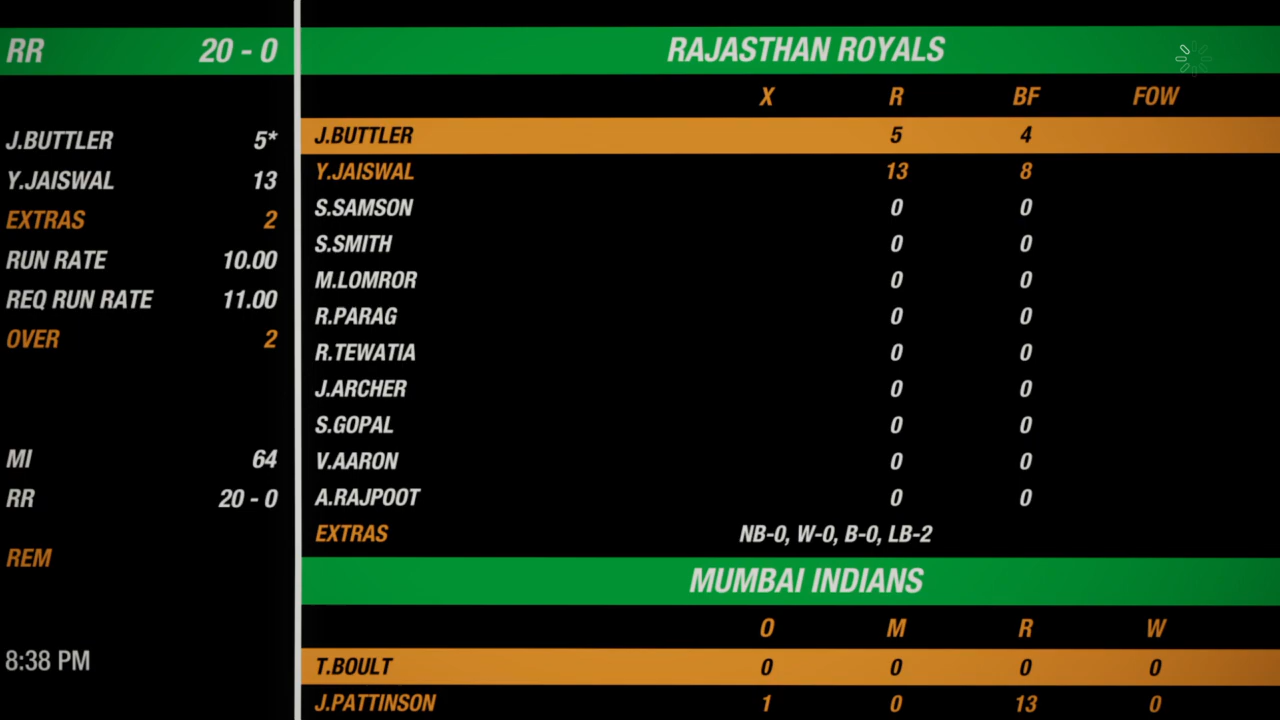 RR 20 - 0
J.BUTTLER 5*
Y.JAISWAL 13
EXTRAS 2
RUN RATE 10.00
REQ RUN RATE 11.00
OVER 2
MI 64
RR 20 - 0
REM
8:38 PM
RAJASTHAN ROYALS
X R BF FOW
J.BUTTLER 5 4
Y.JAISWAL 13 8
S.SAMSON 0 0
S.SMITH 0 0
M.LOMROR 0 0
R.PARAG 0 0
R.TEWATIA 0 0
J.ARCHER 0 0
S.GOPAL 0 0
V.AARON 0 0
A.RAJPOOT 0 0
EXTRAS NB-0, W-0, B-0, LB-2
MUMBAI INDIANS
O M R W
T.BOULT 0 0 0 0
J.PATTINSON 1 0 13 0